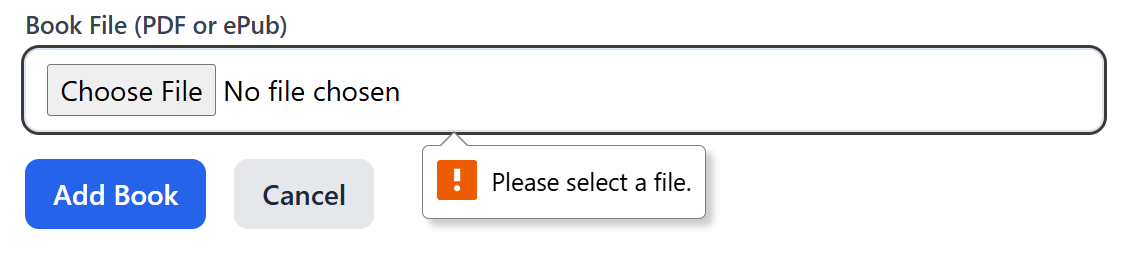 Book File (PDF or ePub)
Choose File No file chosen
Add Book Cancel
! Please select a file.